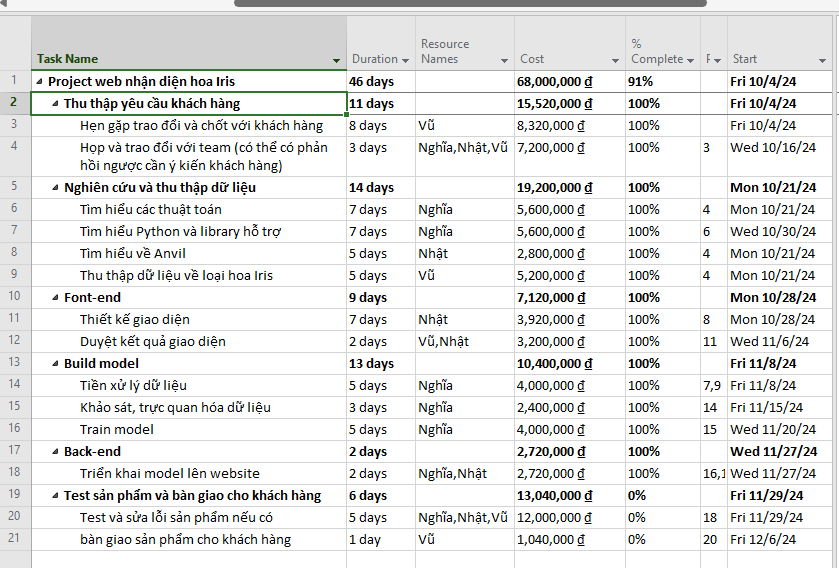 Task Name Duration Resource Names Cost % Complete F Start
1 Project web nhận diện hoa Iris 46 days 68,000,000 ₫ 91% Fri 10/4/24
2 Thu thập yêu cầu khách hàng 11 days 15,520,000 ₫ 100% Fri 10/4/24
3 Hẹn gặp trao đổi và chốt với khách hàng 8 days Vũ 8,320,000 ₫ 100% Fri 10/4/24
4 Họp và trao đổi với team (có thể có phản 3 days Nghĩa,Nhật,Vũ 7,200,000 ₫ 100% 3 Wed 10/16/24
hồi ngược cần ý kiến khách hàng)
5 Nghiên cứu và thu thập dữ liệu 14 days 19,200,000 ₫ 100% Mon 10/21/24
6 Tìm hiểu các thuật toán 7 days Nghĩa 5,600,000 ₫ 100% 4 Mon 10/21/24
7 Tìm hiểu Python và library hỗ trợ 7 days Nghĩa 5,600,000 ₫ 100% 6 Wed 10/30/24
8 Tìm hiểu về Anvil 5 days Nhật 2,800,000 ₫ 100% 4 Mon 10/21/24
9 Thu thập dữ liệu về loại hoa Iris 5 days Vũ 5,200,000 ₫ 100% 4 Mon 10/21/24
10 Font-end 9 days 7,120,000 ₫ 100% Mon 10/28/24
11 Thiết kế giao diện 7 days Nhật 3,920,000 ₫ 100% 8 Mon 10/28/24
12 Duyệt kết quả giao diện 2 days Vũ,Nhật 3,200,000 ₫ 100% 11 Wed 11/6/24
13 Build model 13 days 10,400,000 ₫ 100% Fri 11/8/24
14 Tiền xử lý dữ liệu 5 days Nghĩa 4,000,000 ₫ 100% 7,9 Fri 11/8/24
15 Khảo sát, trực quan hóa dữ liệu 3 days Nghĩa 2,400,000 ₫ 100% 14 Fri 11/15/24
16 Train model 5 days Nghĩa 4,000,000 ₫ 100% 15 Wed 11/20/24
17 Back-end 2 days 2,720,000 ₫ 100% Wed 11/27/24
18 Triển khai model lên website 2 days Nghĩa,Nhật 2,720,000 ₫ 100% 16,1 Wed 11/27/24
19 Test sản phẩm và bàn giao cho khách hàng 6 days 13,040,000 ₫ 0% Fri 11/29/24
20 Test và sửa lỗi sản phẩm nếu có 5 days Nghĩa,Nhật,Vũ 12,000,000 ₫ 0% 18 Fri 11/29/24
21 bàn giao sản phẩm cho khách hàng 1 day Vũ 1,040,000 ₫ 0% 20 Fri 12/6/24